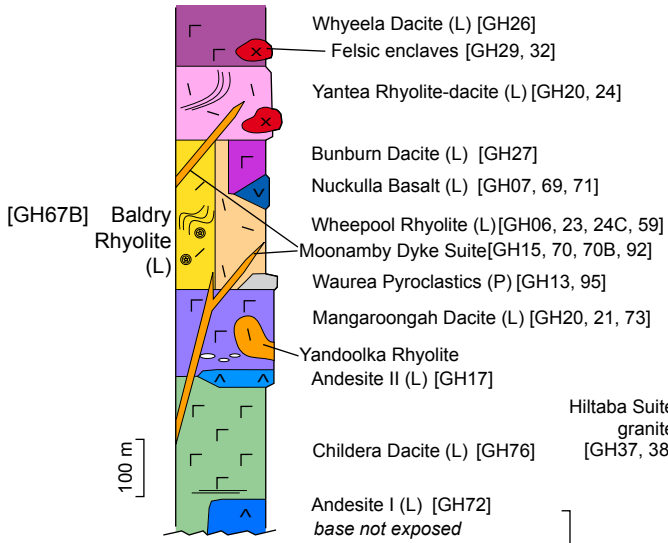 Whyeela Dacite (L) [GH26]
Felsic enclaves [GH29, 32]
Yantea Rhyolite-dacite (L) [GH20, 24]
Bunburn Dacite (L) [GH27]
Nuckulla Basalt (L) [GH07, 69, 71]
[GH67B] Baldry
Rhyolite
(L)
Wheepool Rhyolite (L) [GH06, 23, 24C, 59]
Moonamby Dyke Suite[GH15, 70, 70B, 92]
Waurea Pyroclastics (P) [GH13, 95]
Mangaroongah Dacite (L) [GH20, 21, 73]
Yandoolka Rhyolite
Andesite II (L) [GH17]
Hiltaba Suite
granite
[GH37, 38
Childera Dacite (L) [GH76]
100 m
Andesite I (L) [GH72]
base not exposed